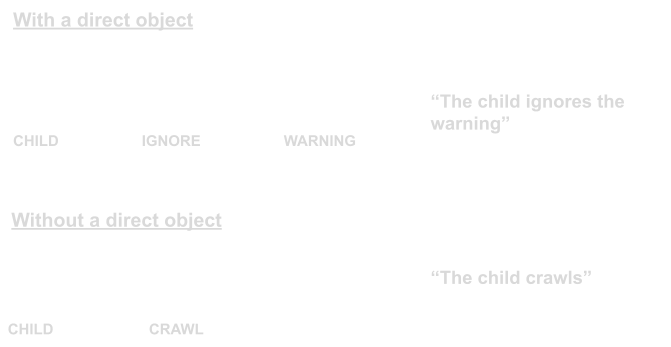 With a direct object
“The child ignores the
warning”
CHILD IGNORE WARNING
Without a direct object
“The child crawls”
CHILD CRAWL